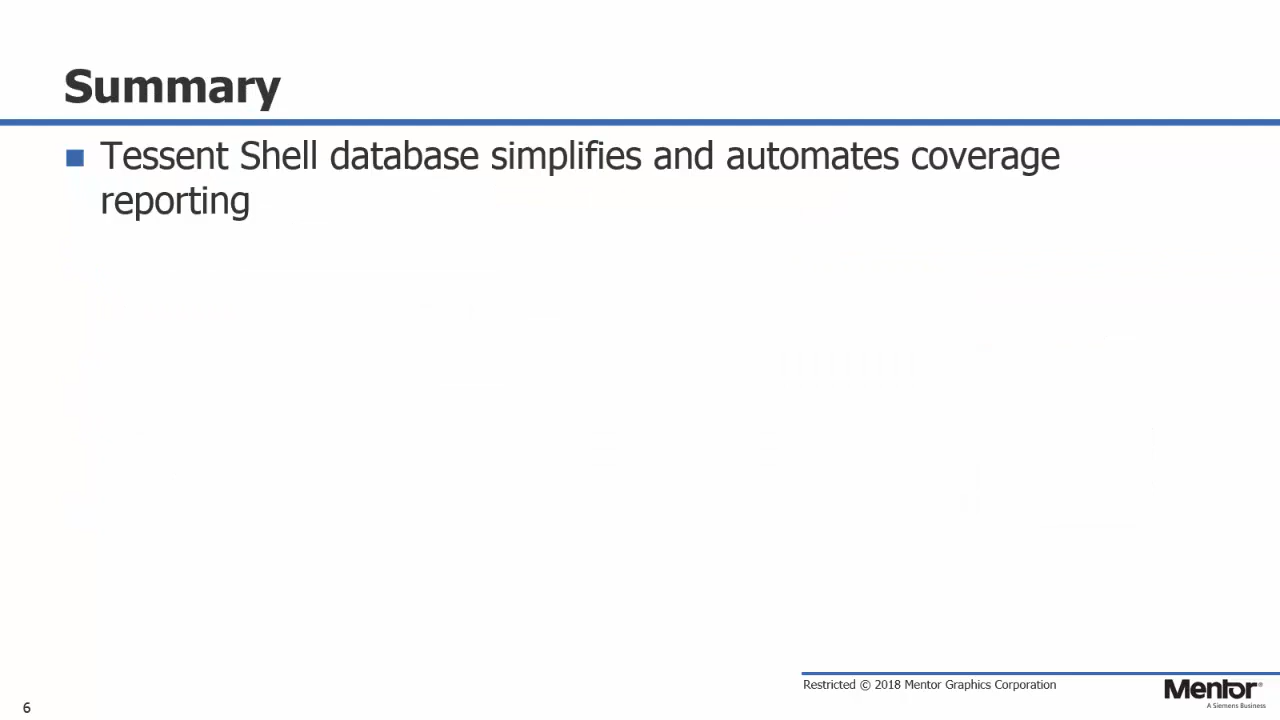 Summary
Tessent Shell database simplifies and automates coverage
reporting
Restricted © 2018 Mentor Graphics Corporation
Mentor®
A Siemens Business
6